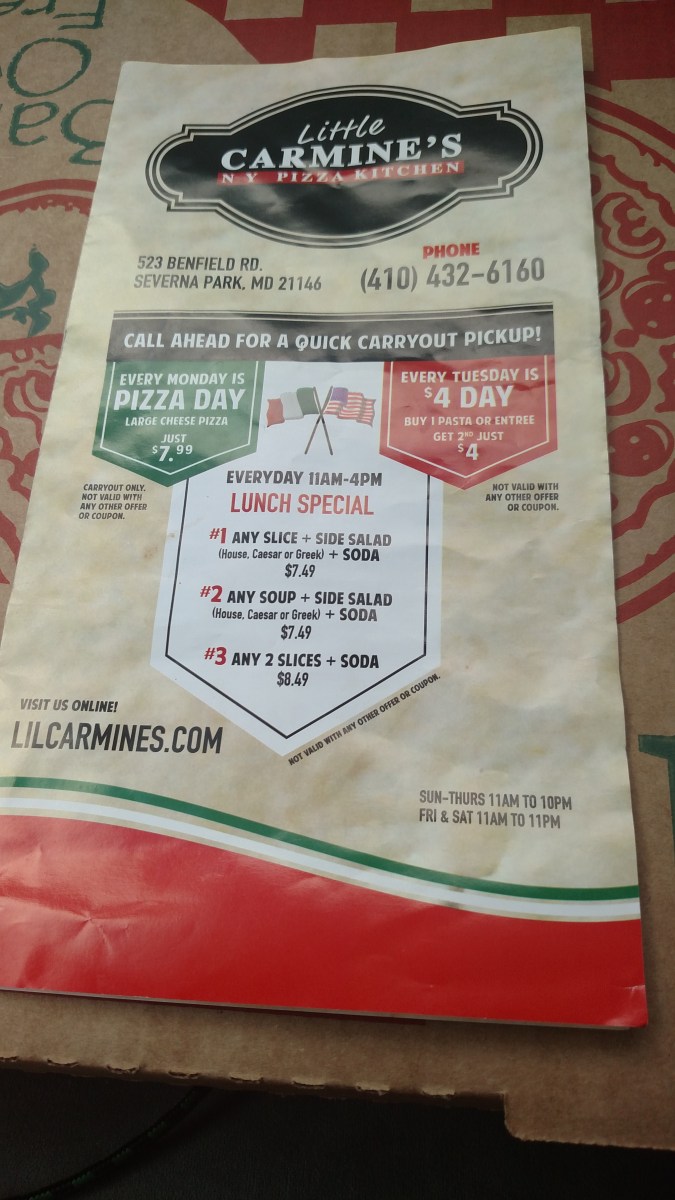 Little
CARMINE'S
NY PIZZA KITCHEN
523 BENFIELD RD.
SEVERNA PARK, MD 21146
PHONE
(410) 432-6160
CALL AHEAD FOR A QUICK CARRYOUT PICKUP!
EVERY MONDAY IS
PIZZA DAY
LARGE CHEESE PIZZA
JUST
$7.99
CARRYOUT ONLY.
NOT VALID WITH
ANY OTHER OFFER
OR COUPON.
EVERY TUESDAY IS
$4 DAY
BUY 1 PASTA OR ENTREE
GET 2ND JUST
$4
NOT VALID WITH
ANY OTHER OFFER
OR COUPON.
EVERYDAY 11AM-4PM
LUNCH SPECIAL
#1 ANY SLICE + SIDE SALAD
(House, Caesar or Greek) + SODA
$7.49
#2 ANY SOUP + SIDE SALAD
(House, Caesar or Greek) + SODA
$7.49
#3 ANY 2 SLICES + SODA
$8.49
NOT VALID WITH ANY OTHER OFFER OR COUPON.
VISIT US ONLINE!
LILCARMINES.COM
SUN-THURS 11AM TO 10PM
FRI & SAT 11AM TO 11PM